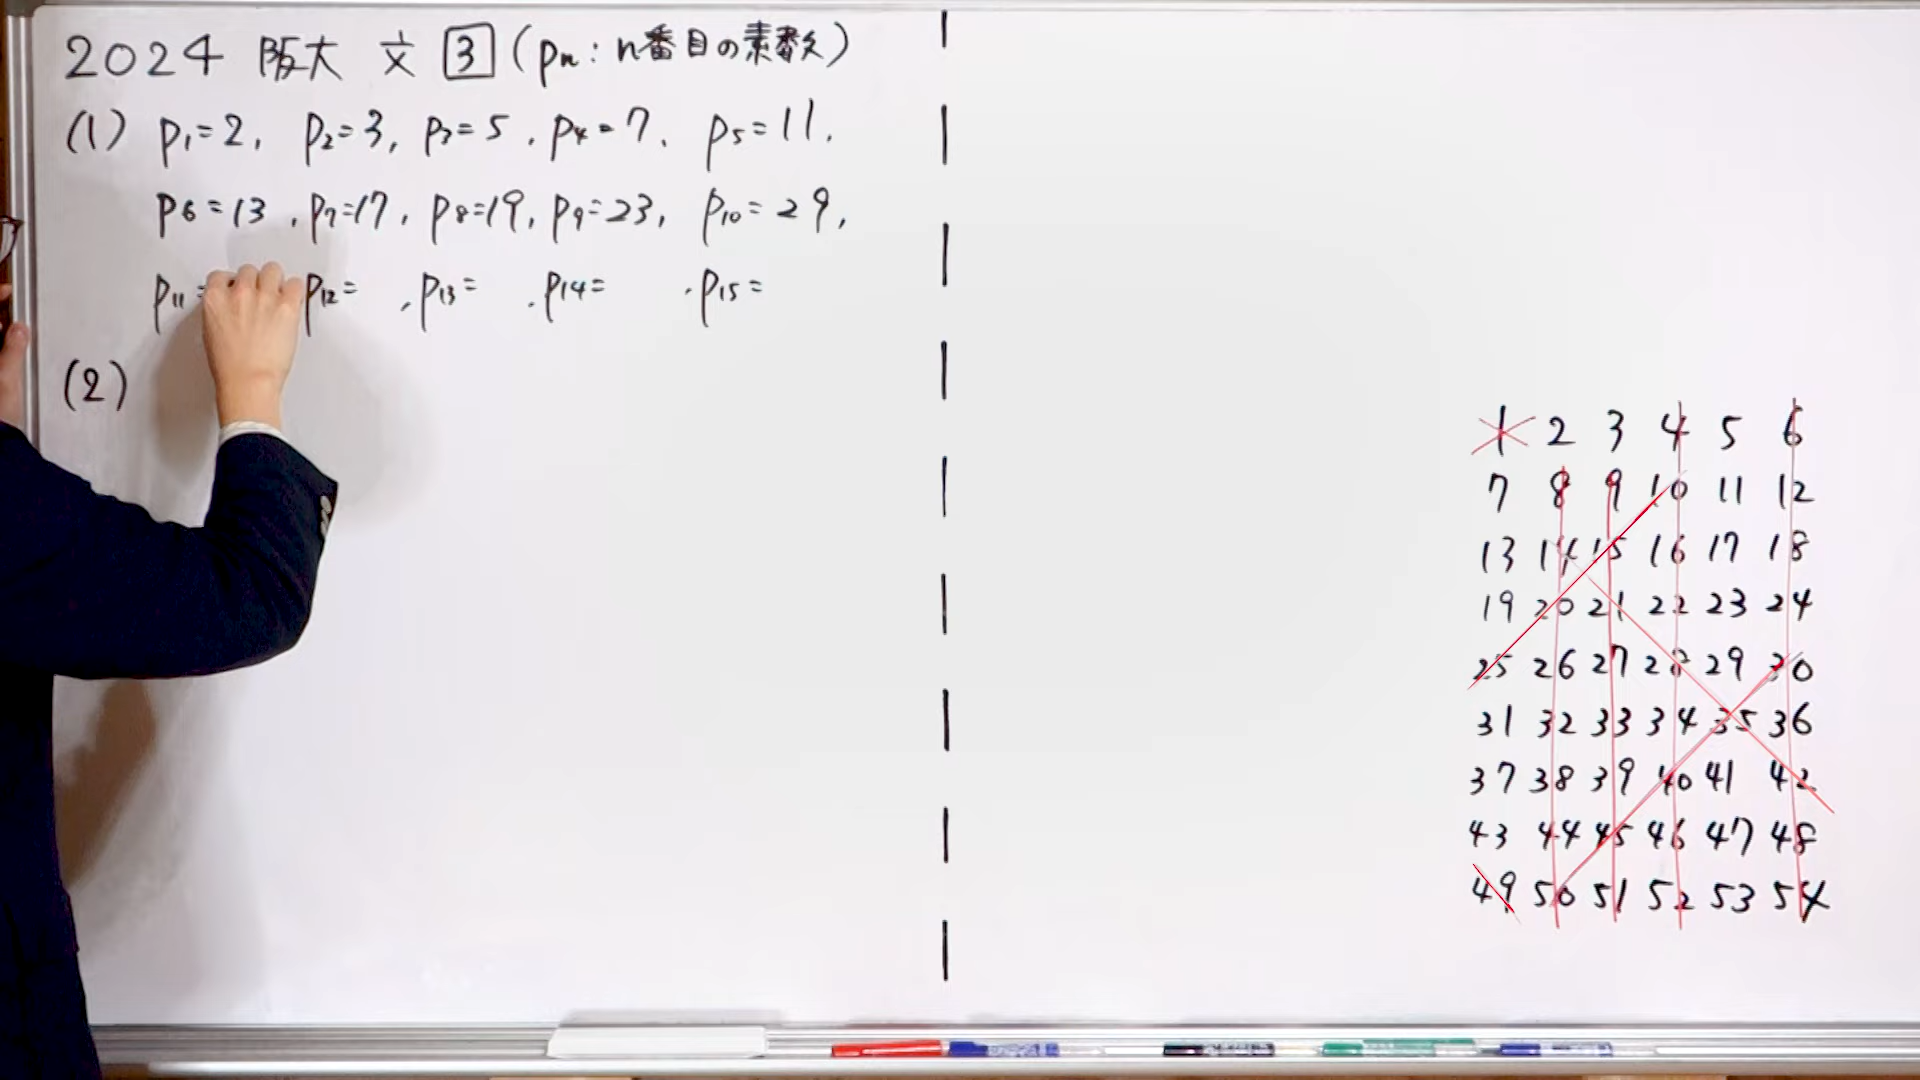 2024 阪大 文 3 (pn : n番目の素数)
(1) p1=2, p2=3, p3=5, p4=7, p5=11,
p6=13, p7=17, p8=19, p9=23, p10=29,
p11= p12= , p13= , p14= , p15=
(2)
1 2 3 4 5 6
7 8 9 10 11 12
13 14 15 16 17 18
19 20 21 22 23 24
25 26 27 28 29 30
31 32 33 34 35 36
37 38 39 40 41 42
43 44 45 46 47 48
49 50 51 52 53 54